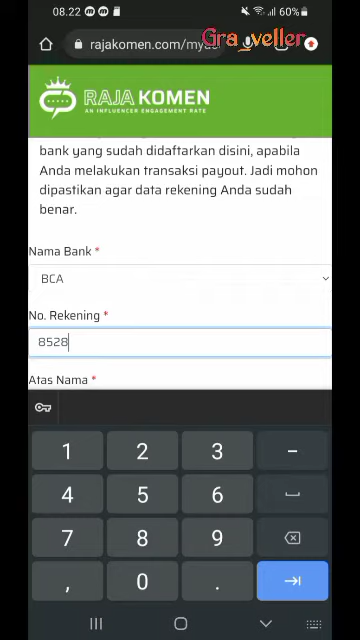 08.22
60%
Gra_veller
rajakomen.com/my
RAJA KOMEN
AN INFLUENCER ENGAGEMENT RATE
bank yang sudah didaftarkan disini, apabila
Anda melakukan transaksi payout. Jadi mohon
dipastikan agar data rekening Anda sudah
benar.
Nama Bank *
BCA
No. Rekening *
8528
Atas Nama *
1 2 3 -
4 5 6
7 8 9
, 0 .